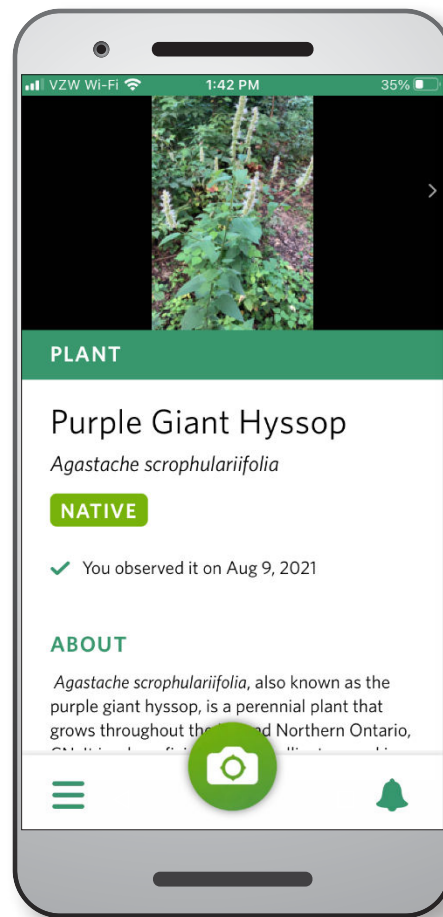 VZW Wi-Fi 1:42 PM 35%
PLANT
Purple Giant Hyssop
Agastache scrophulariifolia
NATIVE
You observed it on Aug 9, 2021
ABOUT
Agastache scrophulariifolia, also known as the
purple giant hyssop, is a perennial plant that
grows throughout the nd Northern Ontario,